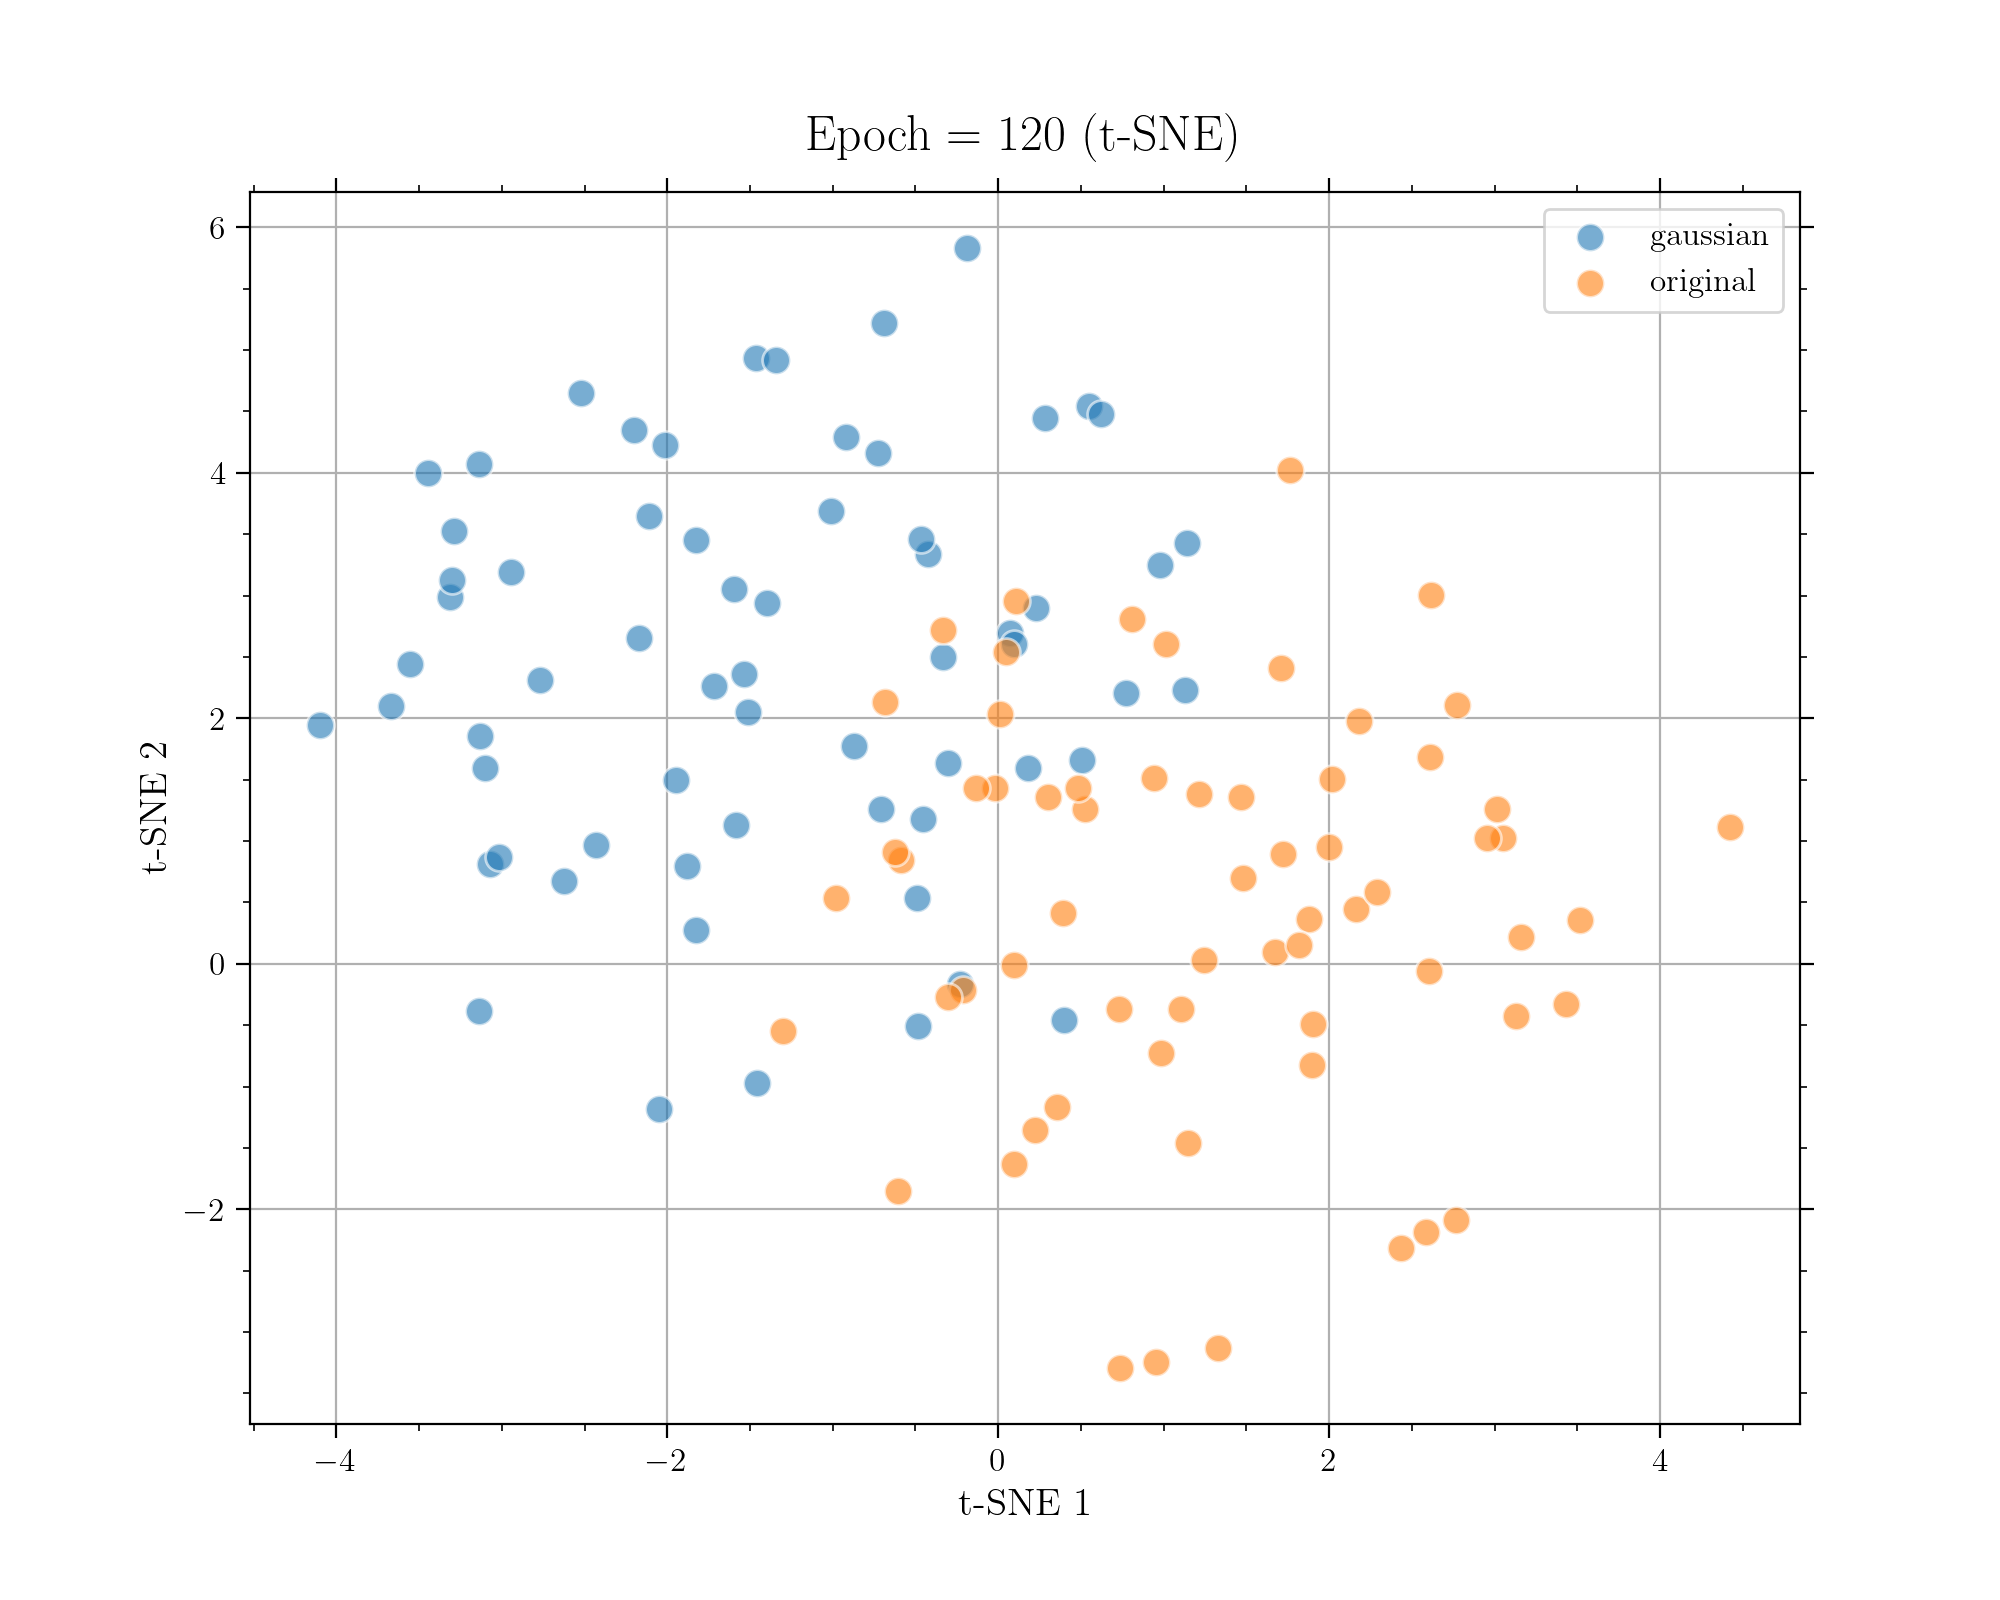 Epoch = 120 (t-SNE)
gaussian
original
6
4
2
0
−2
t-SNE 2
−4
−2
0
2
4
t-SNE 1